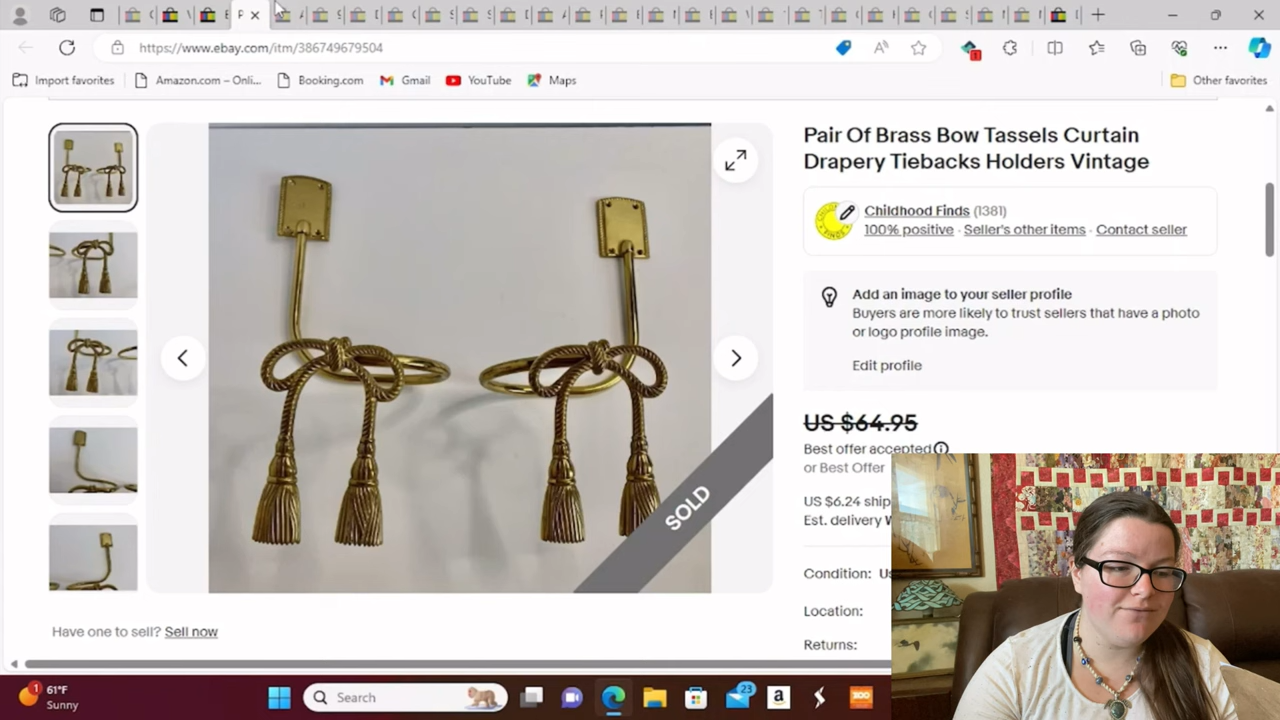 https://www.ebay.com/itm/386749679504
Import favorites
Amazon.com – Onli...
Booking.com
Gmail
YouTube
Maps
Other favorites
Pair Of Brass Bow Tassels Curtain
Drapery Tiebacks Holders Vintage
Childhood Finds (1381)
100% positive · Seller's other items · Contact seller
Add an image to your seller profile
Buyers are more likely to trust sellers that have a photo
or logo profile image.
Edit profile
US $64.95
Best offer accepted
or Best Offer
US $6.24 ship
Est. delivery W
Condition: Us
Location:
Returns:
SOLD
Have one to sell? Sell now
1
61°F
Sunny
Search
23